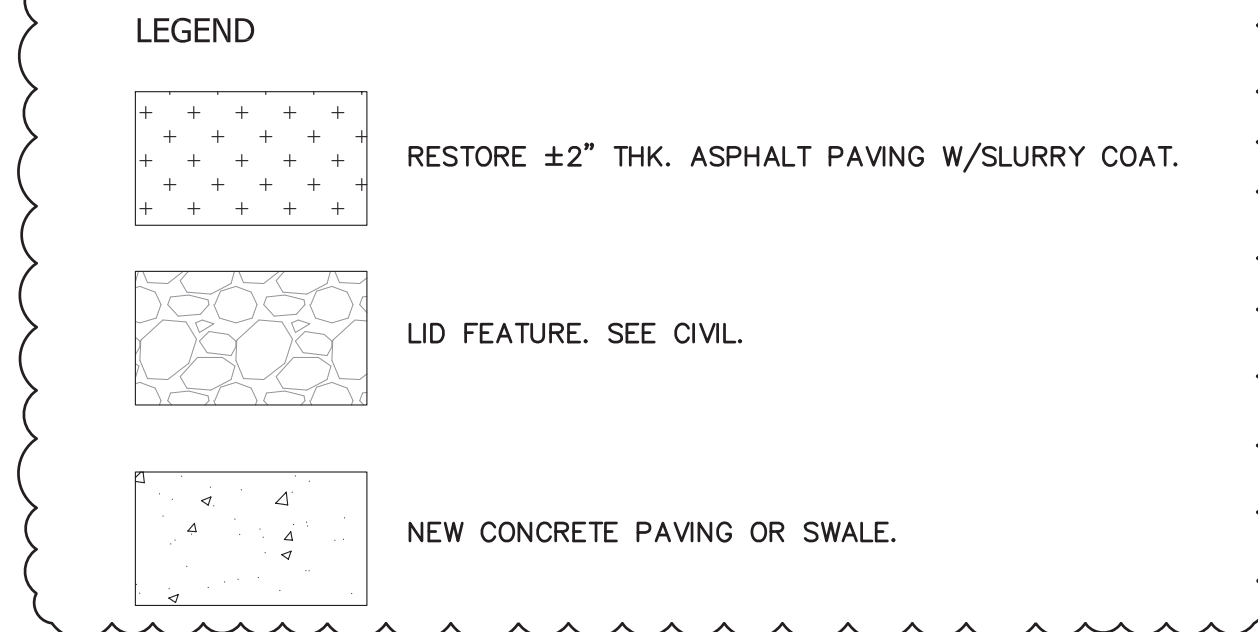 LEGEND
RESTORE ±2” THK. ASPHALT PAVING W/SLURRY COAT.
LID FEATURE. SEE CIVIL.
NEW CONCRETE PAVING OR SWALE.